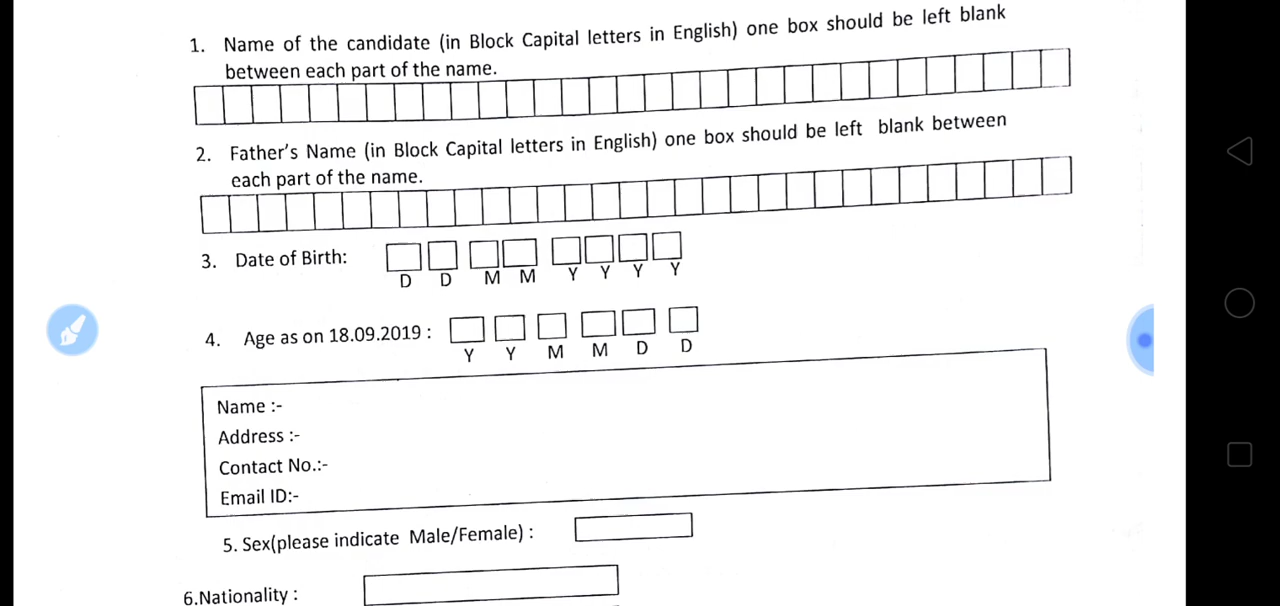 1. Name of the candidate (in Block Capital letters in English) one box should be left blank
between each part of the name.
2. Father's Name (in Block Capital letters in English) one box should be left blank between
each part of the name.
3. Date of Birth:
D D M M Y Y Y Y
4. Age as on 18.09.2019 :
Y Y M M D D
Name :-
Address :-
Contact No.:-
Email ID:-
5. Sex(please indicate Male/Female) :
6.Nationality :